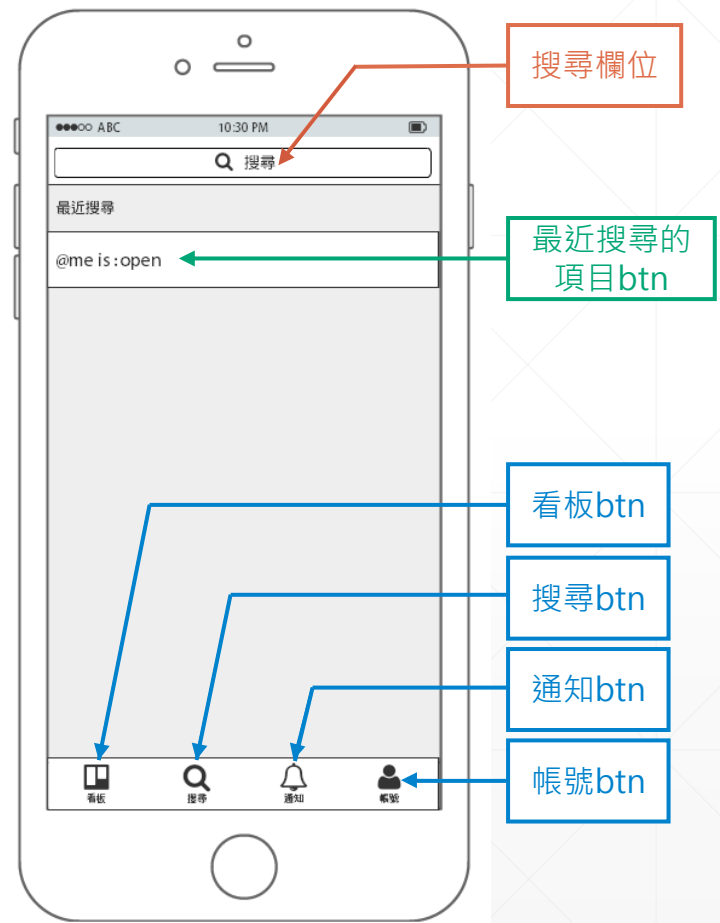 搜尋欄位
ABC 10:30 PM
搜尋
最近搜尋
@me is:open
最近搜尋的
項目btn
看板btn
搜尋btn
通知btn
帳號btn
看板 搜尋 通知 帳號